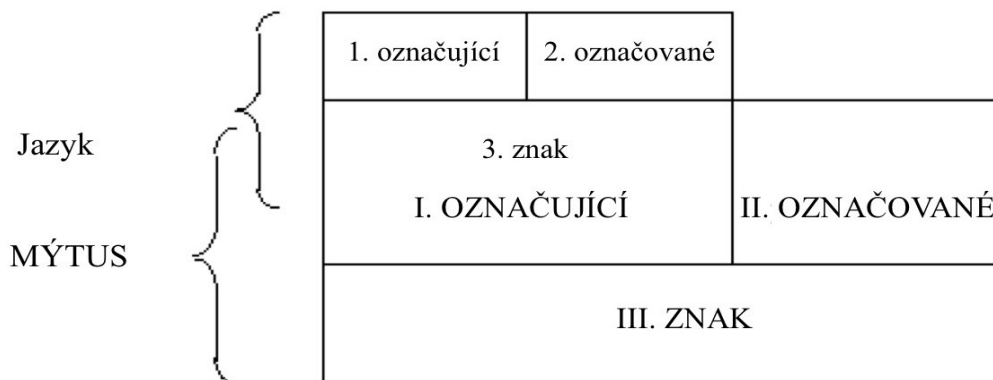 1. označující
2. označované
Jazyk
3. znak
I. OZNAČUJÍCÍ
II. OZNAČOVANÉ
MÝTUS
III. ZNAK